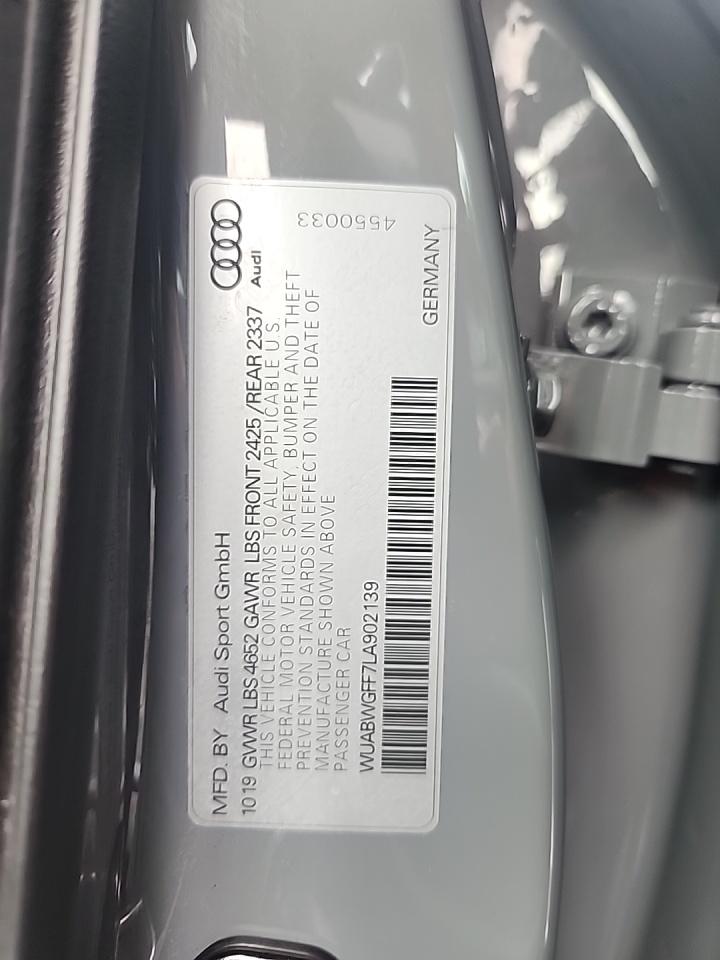 MFD. BY Audi Sport GmbH
Audi
4550033
1019 GVWR LBS 4652 GAWR LBS FRONT 2425 /REAR 2337
THIS VEHICLE CONFORMS TO ALL APPLICABLE U.S.
FEDERAL MOTOR VEHICLE SAFETY, BUMPER AND THEFT
PREVENTION STANDARDS IN EFFECT ON THE DATE OF
MANUFACTURE SHOWN ABOVE
PASSENGER CAR
WUABWGFF7LA902139
GERMANY